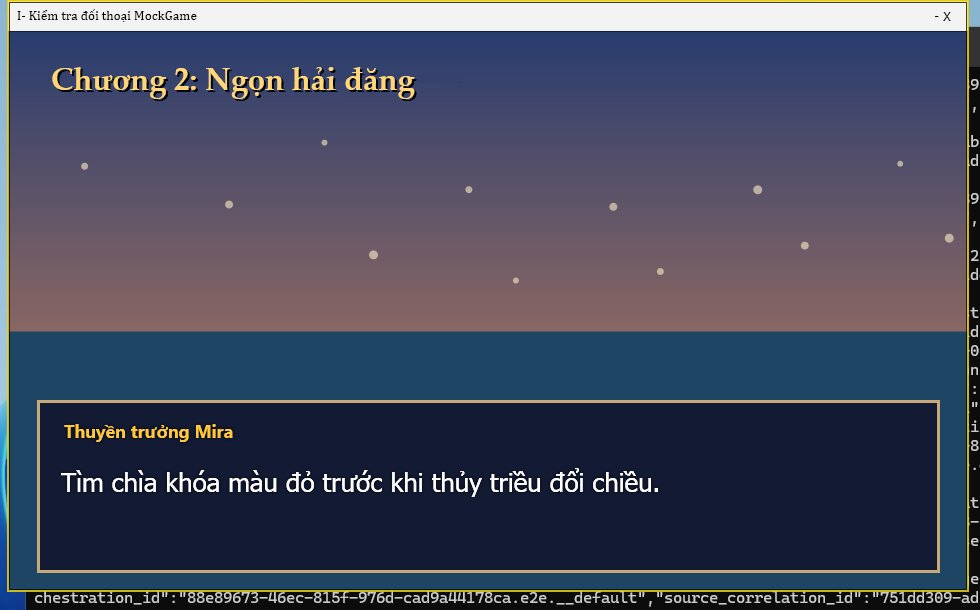 I- Kiểm tra đối thoại MockGame
- X
Chương 2: Ngọn hải đăng
Thuyền trưởng Mira
Tìm chìa khóa màu đỏ trước khi thủy triều đổi chiều.
chestration_id":"88e89673-46ec-815f-976d-cad9a44178ca.e2e.__default","source_correlation_id":"751dd309-ae